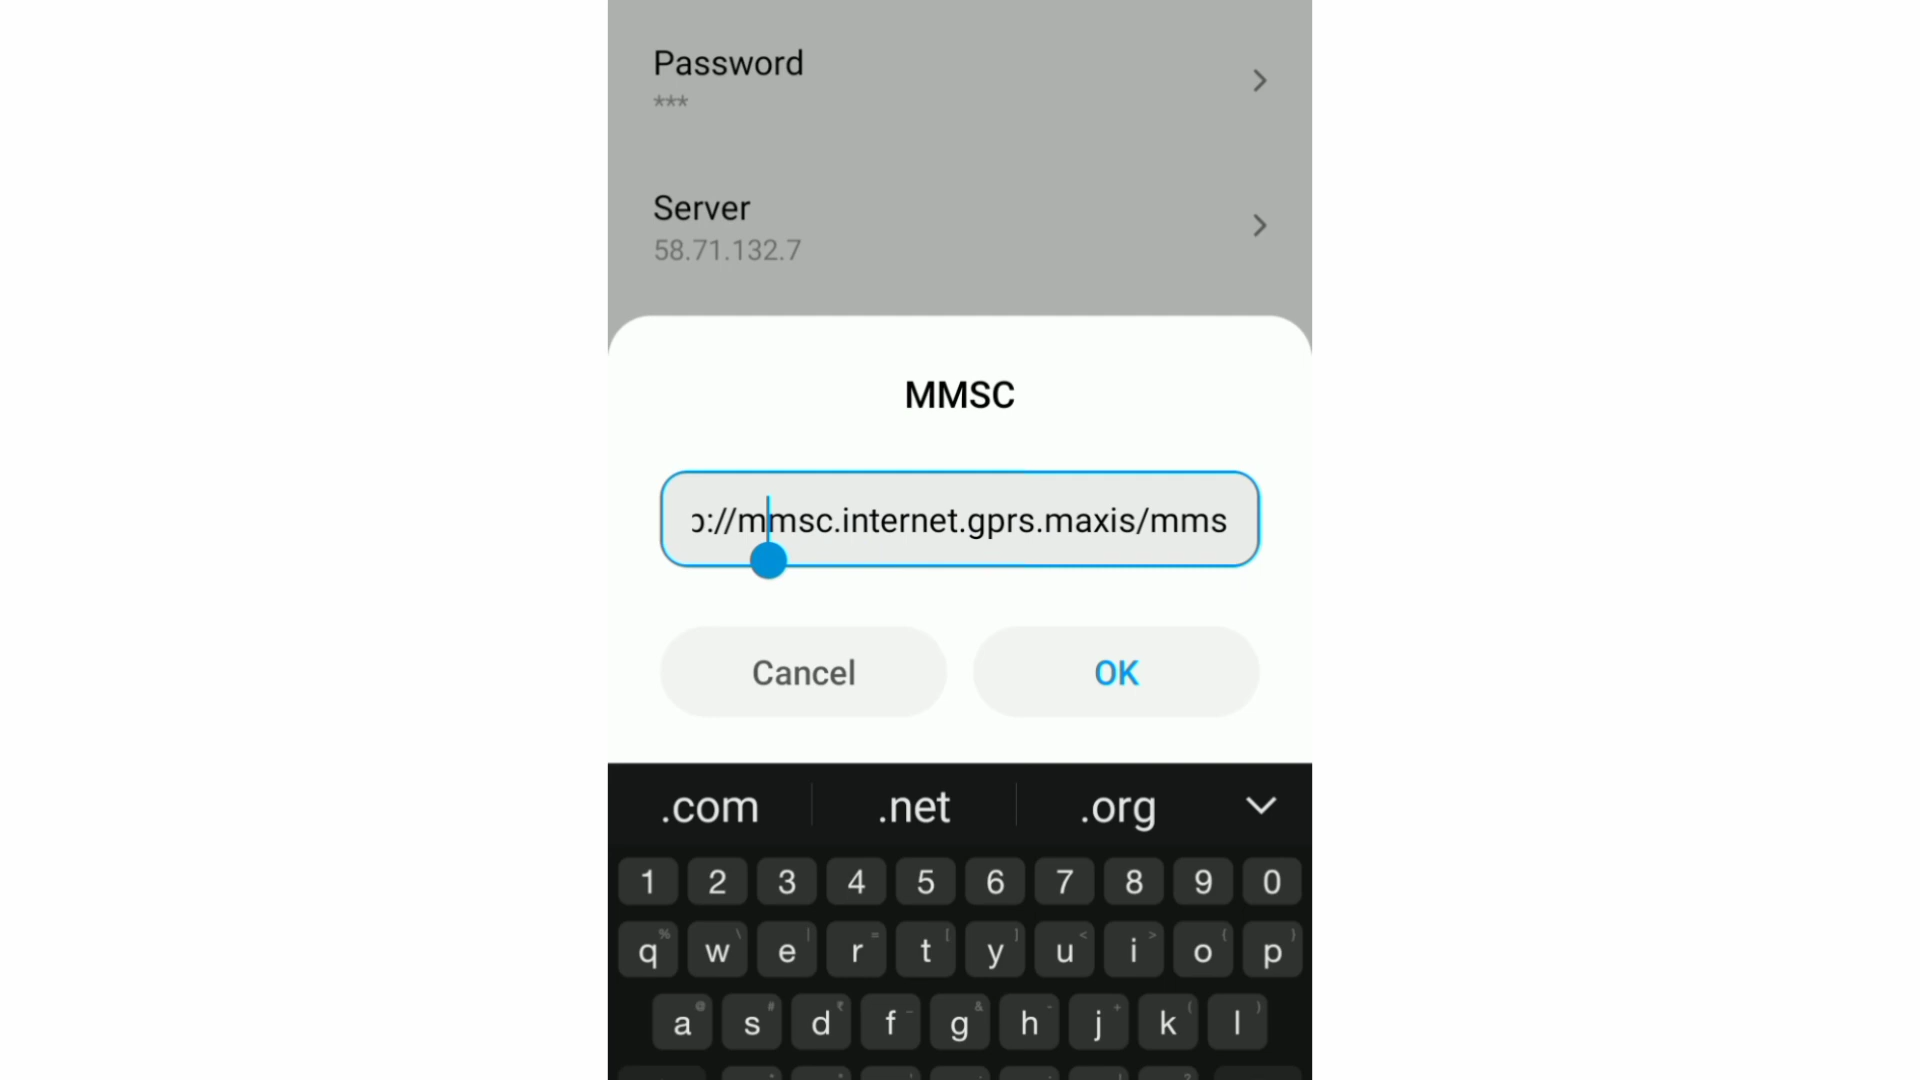 Password
***
Server
58.71.132.7
MMSC
p://mmsc.internet.gprs.maxis/mms
Cancel OK
.com .net .org
1 2 3 4 5 6 7 8 9 0
% \ | = [ ] < > { }
q w e r t y u i o p
@ # ₹ _ & - + ( )
a s d f g h j k l